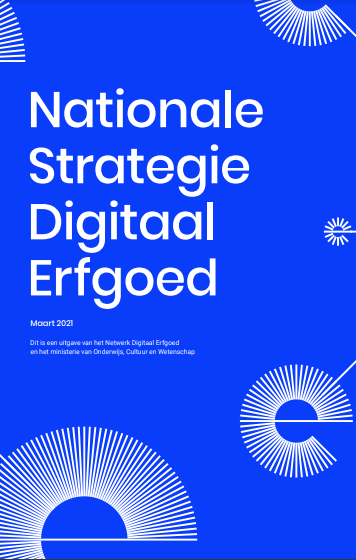 Nationale
Strategie
Digitaal
Erfgoed
Maart 2021
Dit is een uitgave van het Netwerk Digitaal Erfgoed
en het ministerie van Onderwijs, Cultuur en Wetenschap